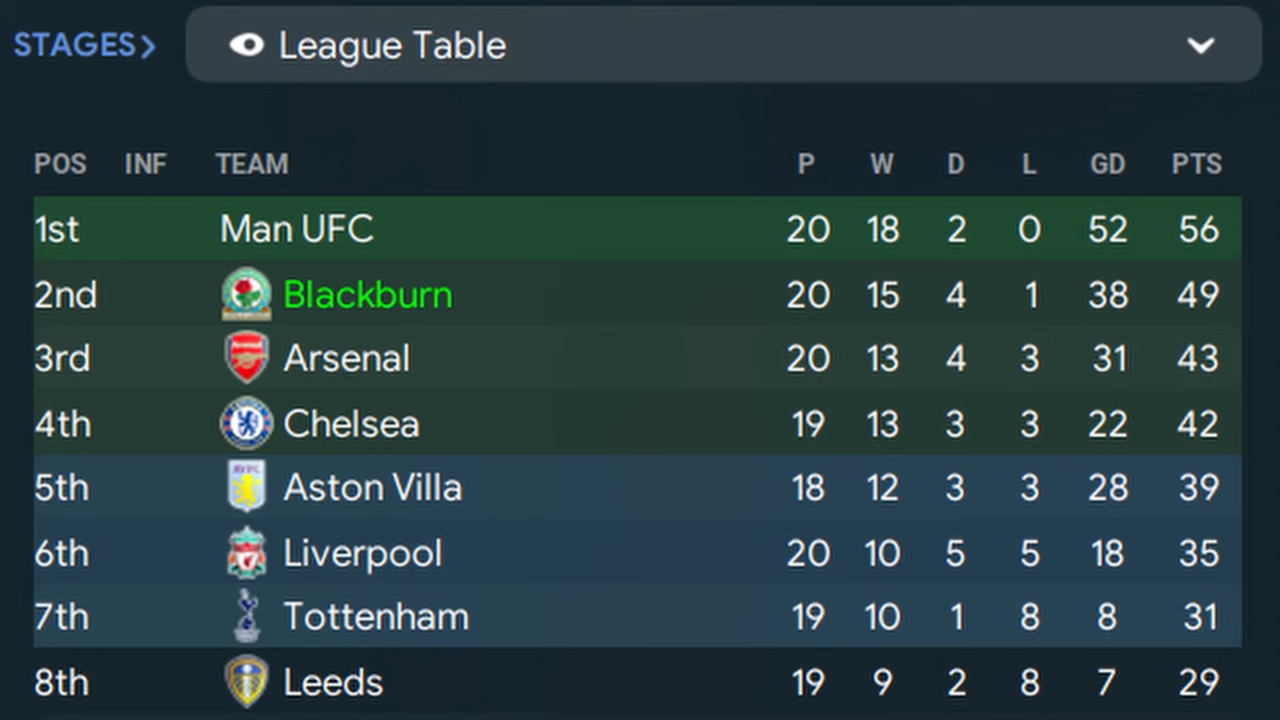 STAGES> League Table
POS INF TEAM P W D L GD PTS
1st Man UFC 20 18 2 0 52 56
2nd Blackburn 20 15 4 1 38 49
3rd Arsenal 20 13 4 3 31 43
4th Chelsea 19 13 3 3 22 42
5th Aston Villa 18 12 3 3 28 39
6th Liverpool 20 10 5 5 18 35
7th Tottenham 19 10 1 8 8 31
8th Leeds 19 9 2 8 7 29